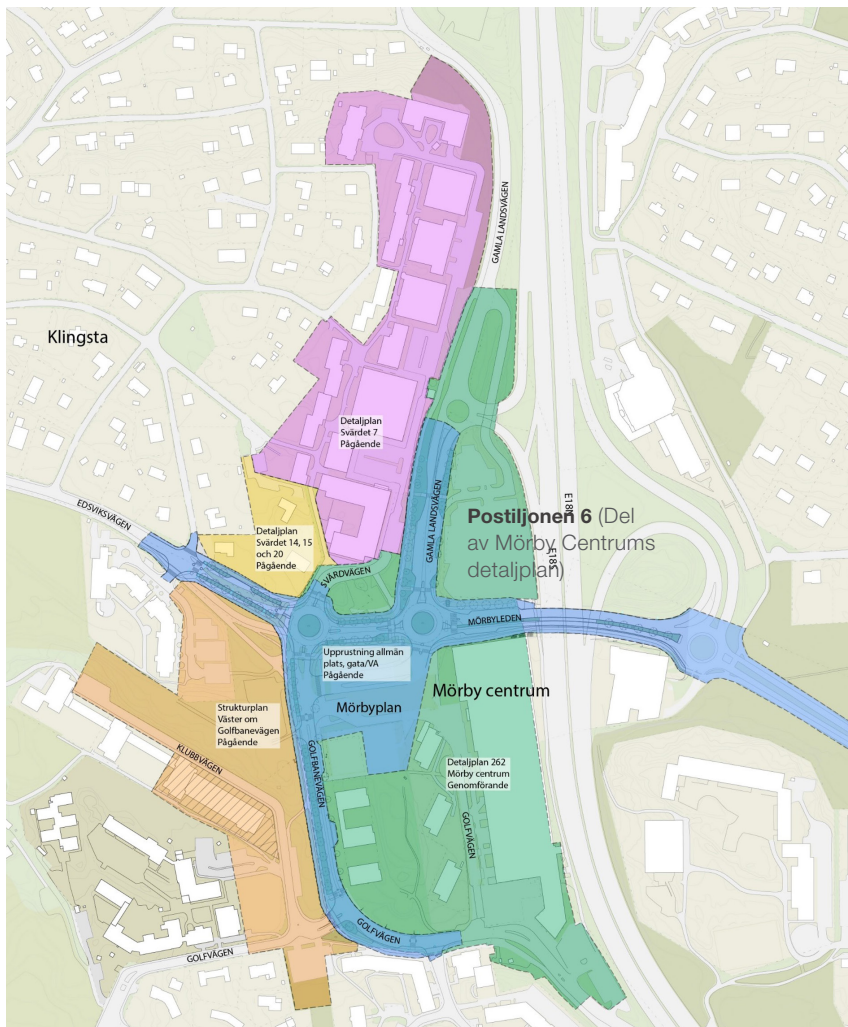 GAMLA LANDSVÄGEN
Klingsta
Detaljplan
Svärdet 7
Pågående
EDSVIKSVÄGEN
GAMLA LANDSVÄGEN
E18N
Postiljonen 6 (Del
av Mörby Centrums
detaljplan)
E18S
Detaljplan
Svärdet 14, 15
och 20
Pågående
SVÄRDVÄGEN
MÖRBYLEDEN
Upprustning allmän
plats, gata/VA
Pågående
Mörby centrum
Mörbyplan
Strukturplan
Väster om
Golfbanevägen
Pågående
KLUBBVÄGEN
GOLFBANEVÄGEN
Detaljplan 262
Mörby centrum
Genomförande
GOLFVÄGEN
GOLFVÄGEN
GOLFVÄGEN